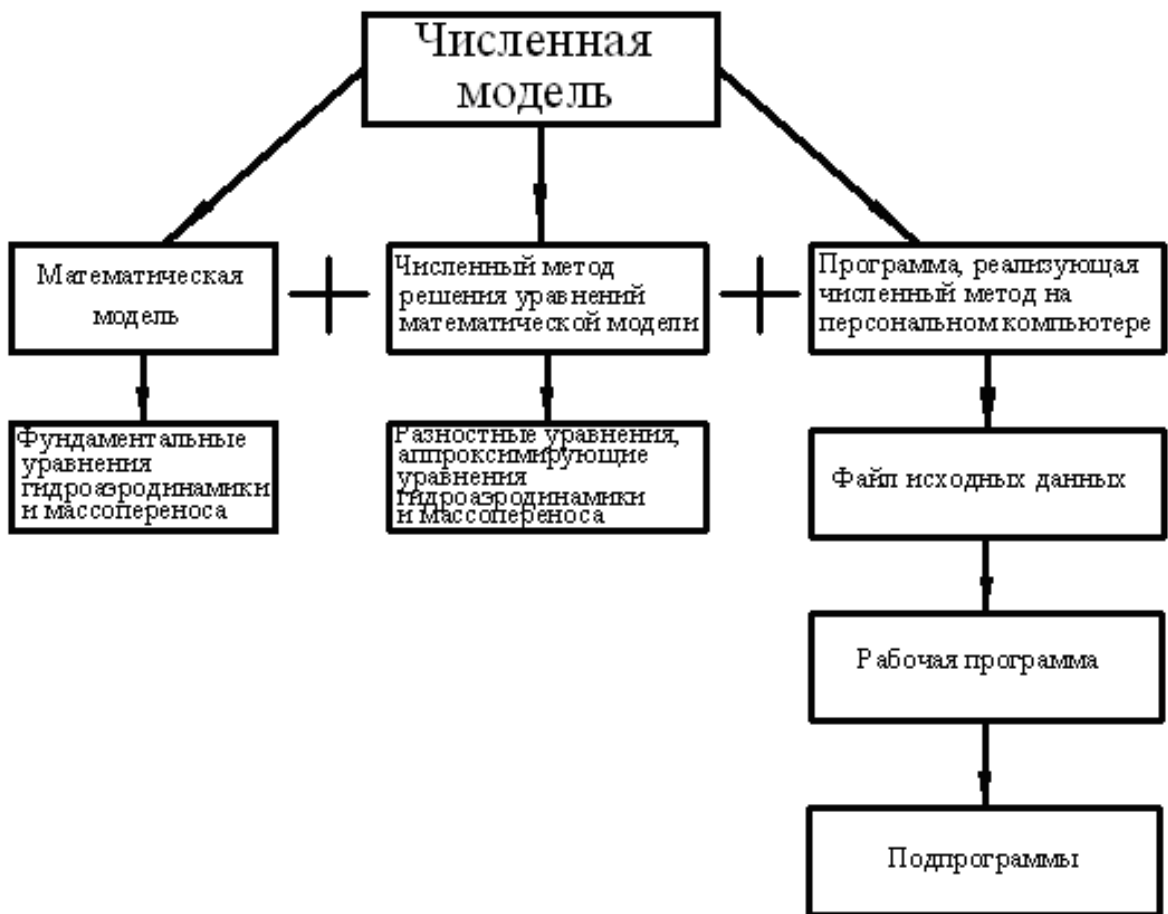 Численная
модель
Математическая
модель
Численный метод
решения уравнений
математической модели
Программа, реализующая
численный метод на
персональном компьютере
Фундаментальные
уравнения
гидроаэродинамики
и массопереноса
Разностные уравнения,
аппроксимирующие
уравнения
гидроаэродинамики
и массопереноса
Файл исходных данных
Рабочая программа
Подпрограммы